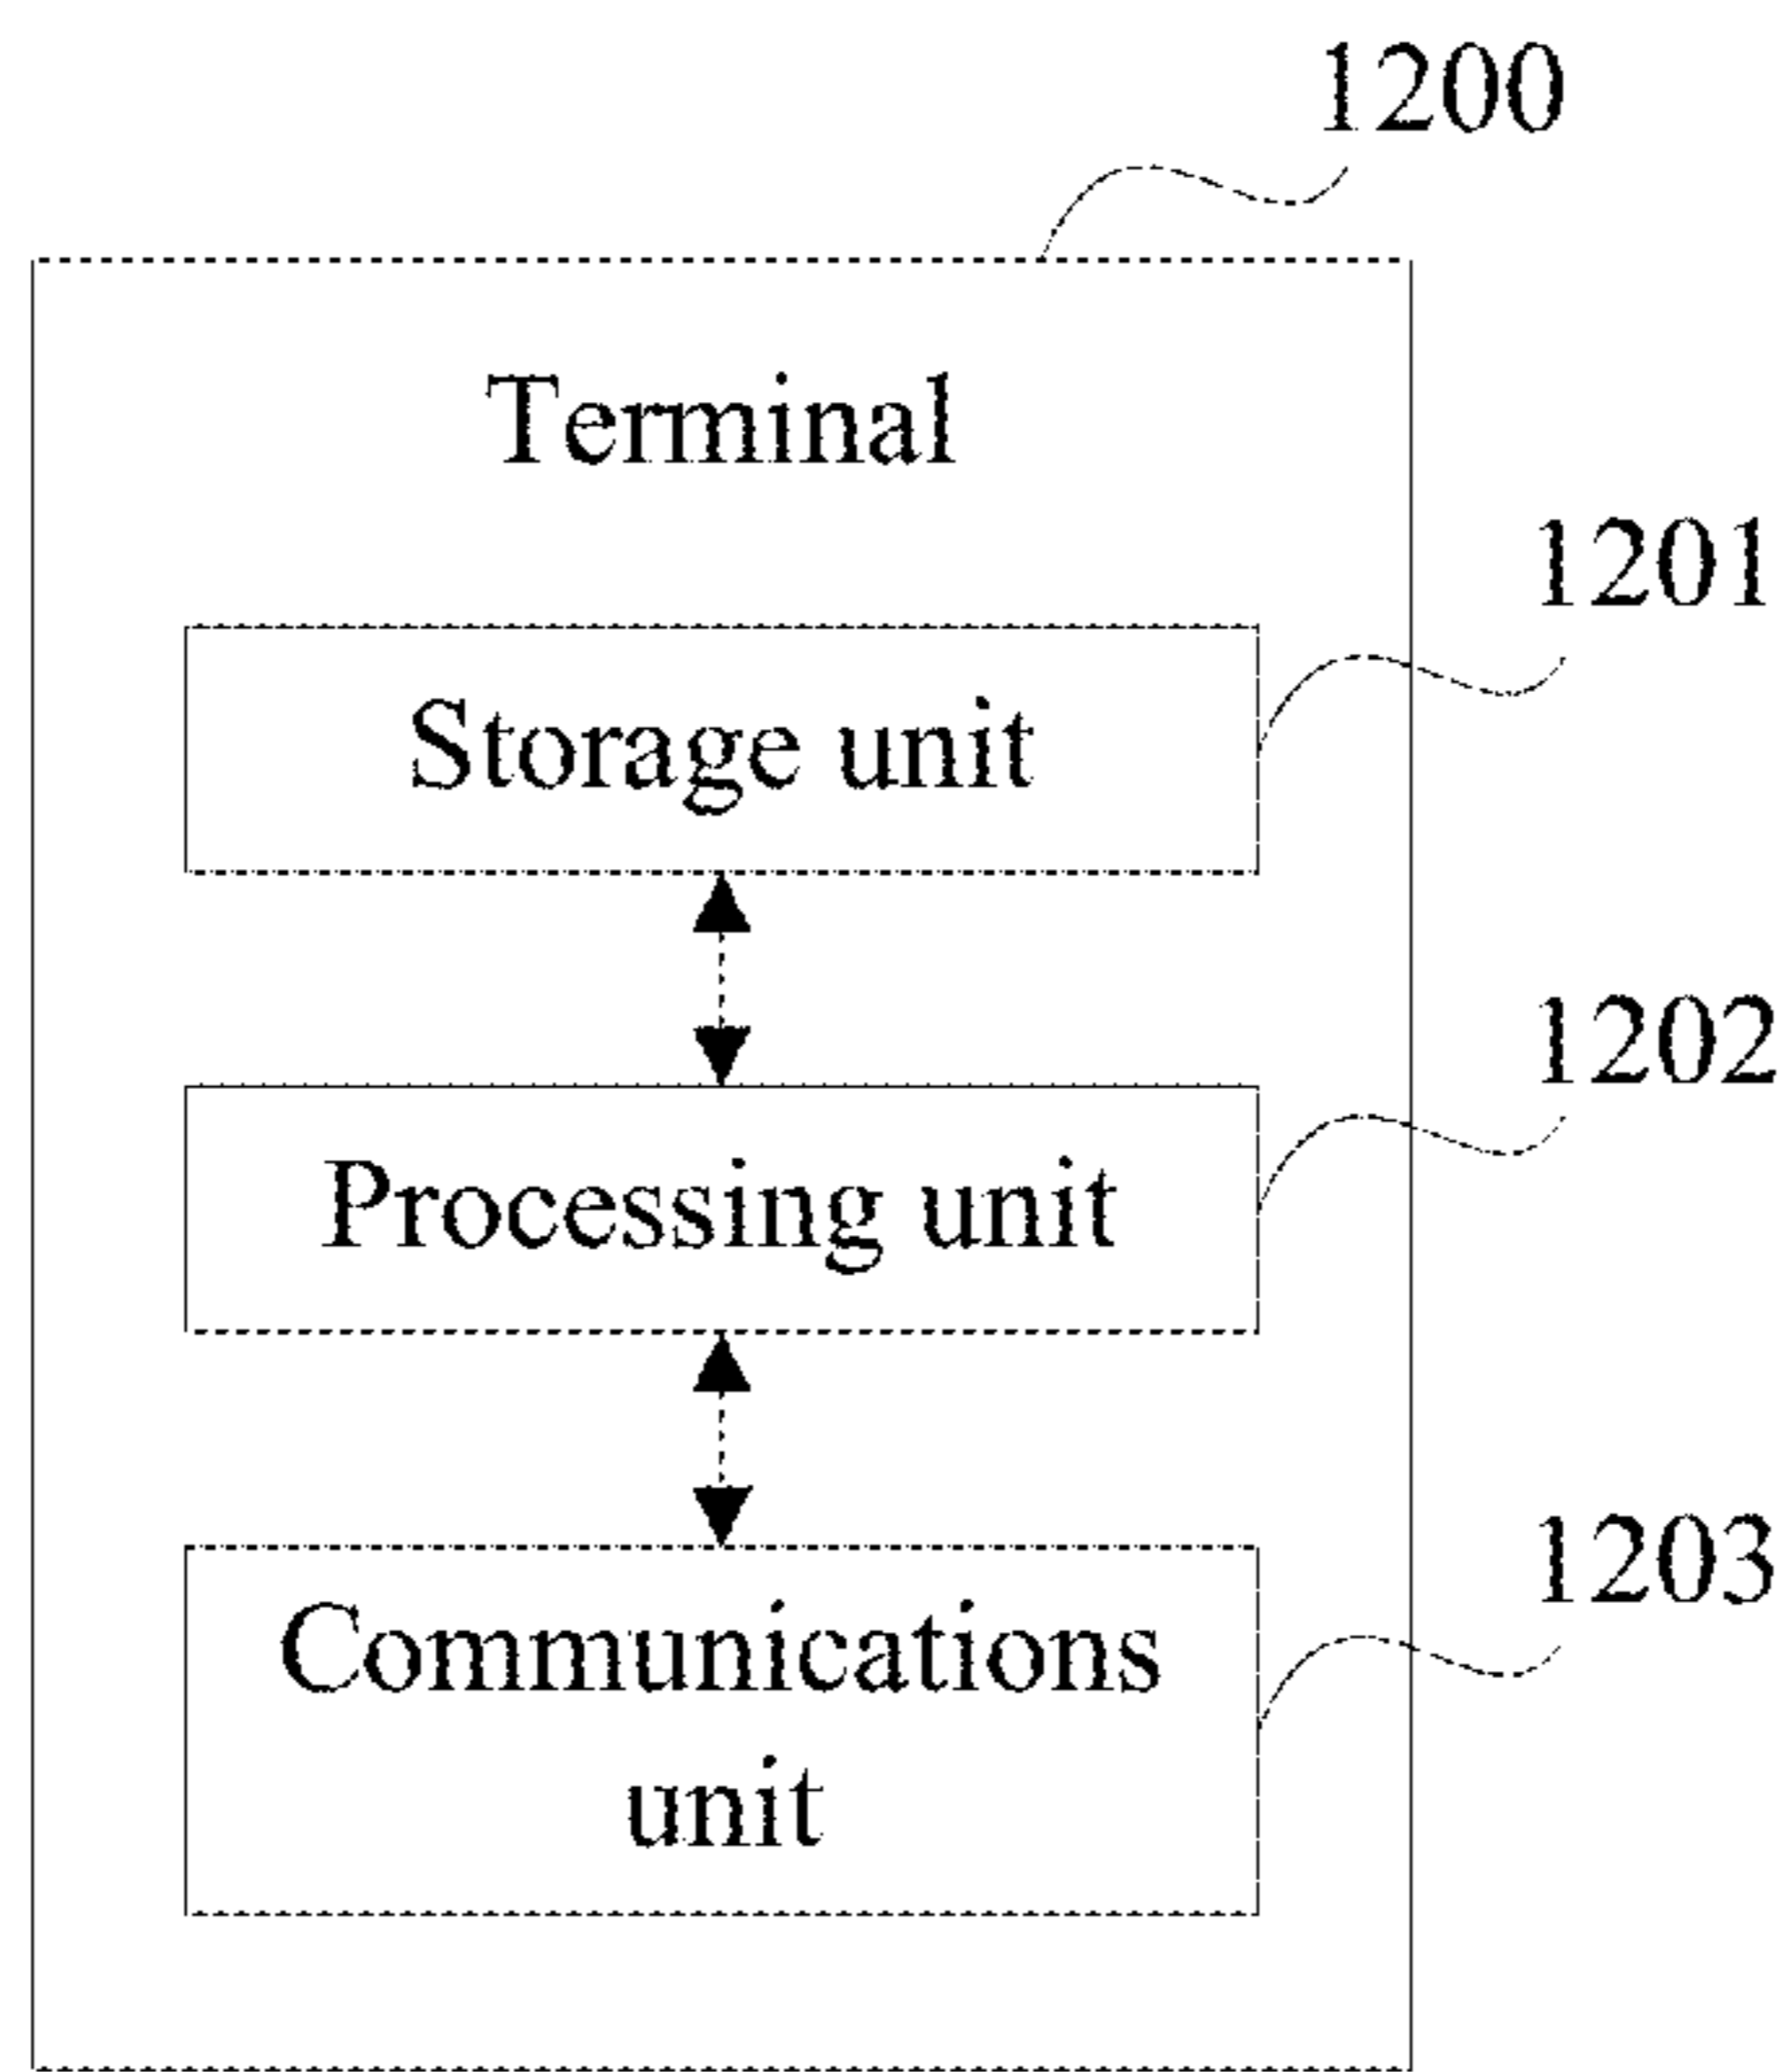 1200
Terminal
1201
Storage unit
1202
Processing unit
1203
Communications
unit